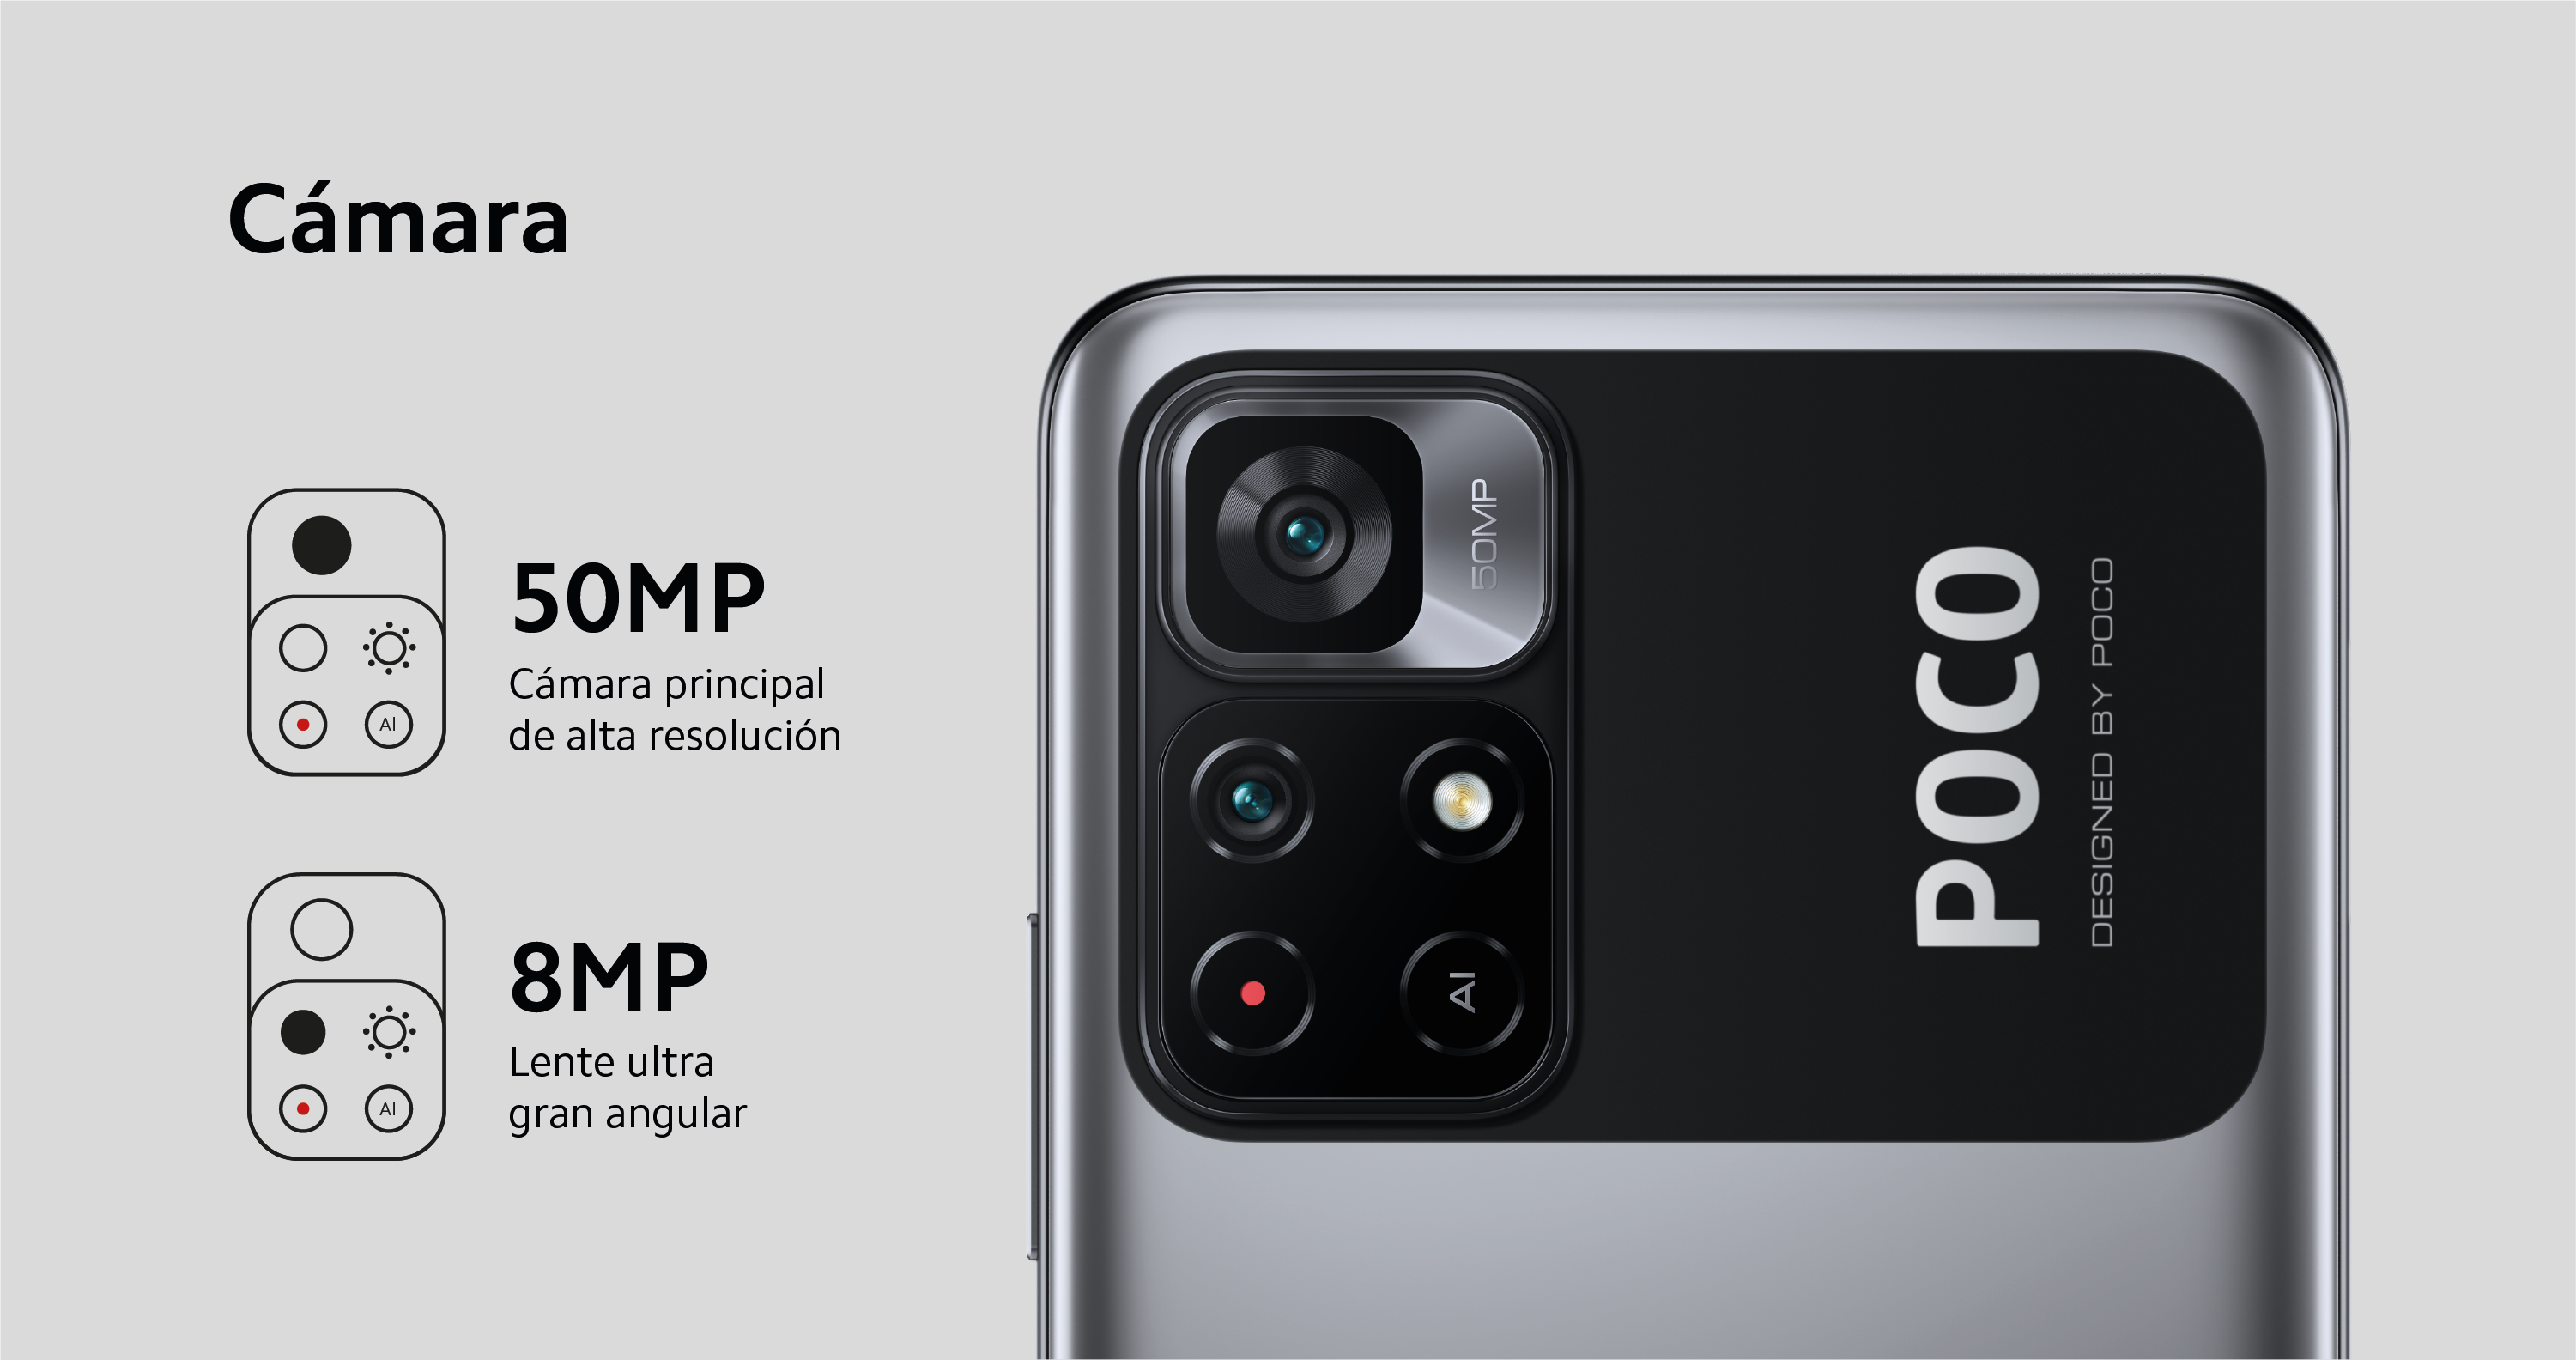 Cámara
50MP
Cámara principal
de alta resolución
AI
8MP
Lente ultra
gran angular
AI
50MP
AI
POCO
DESIGNED BY POCO